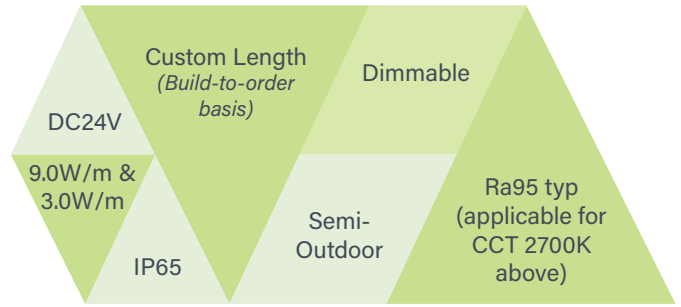 DC24V
9.0W/m &
3.0W/m
IP65
Custom Length
(Build-to-order
basis)
Dimmable
Semi-
Outdoor
Ra95 typ
(applicable for
CCT 2700K
above)